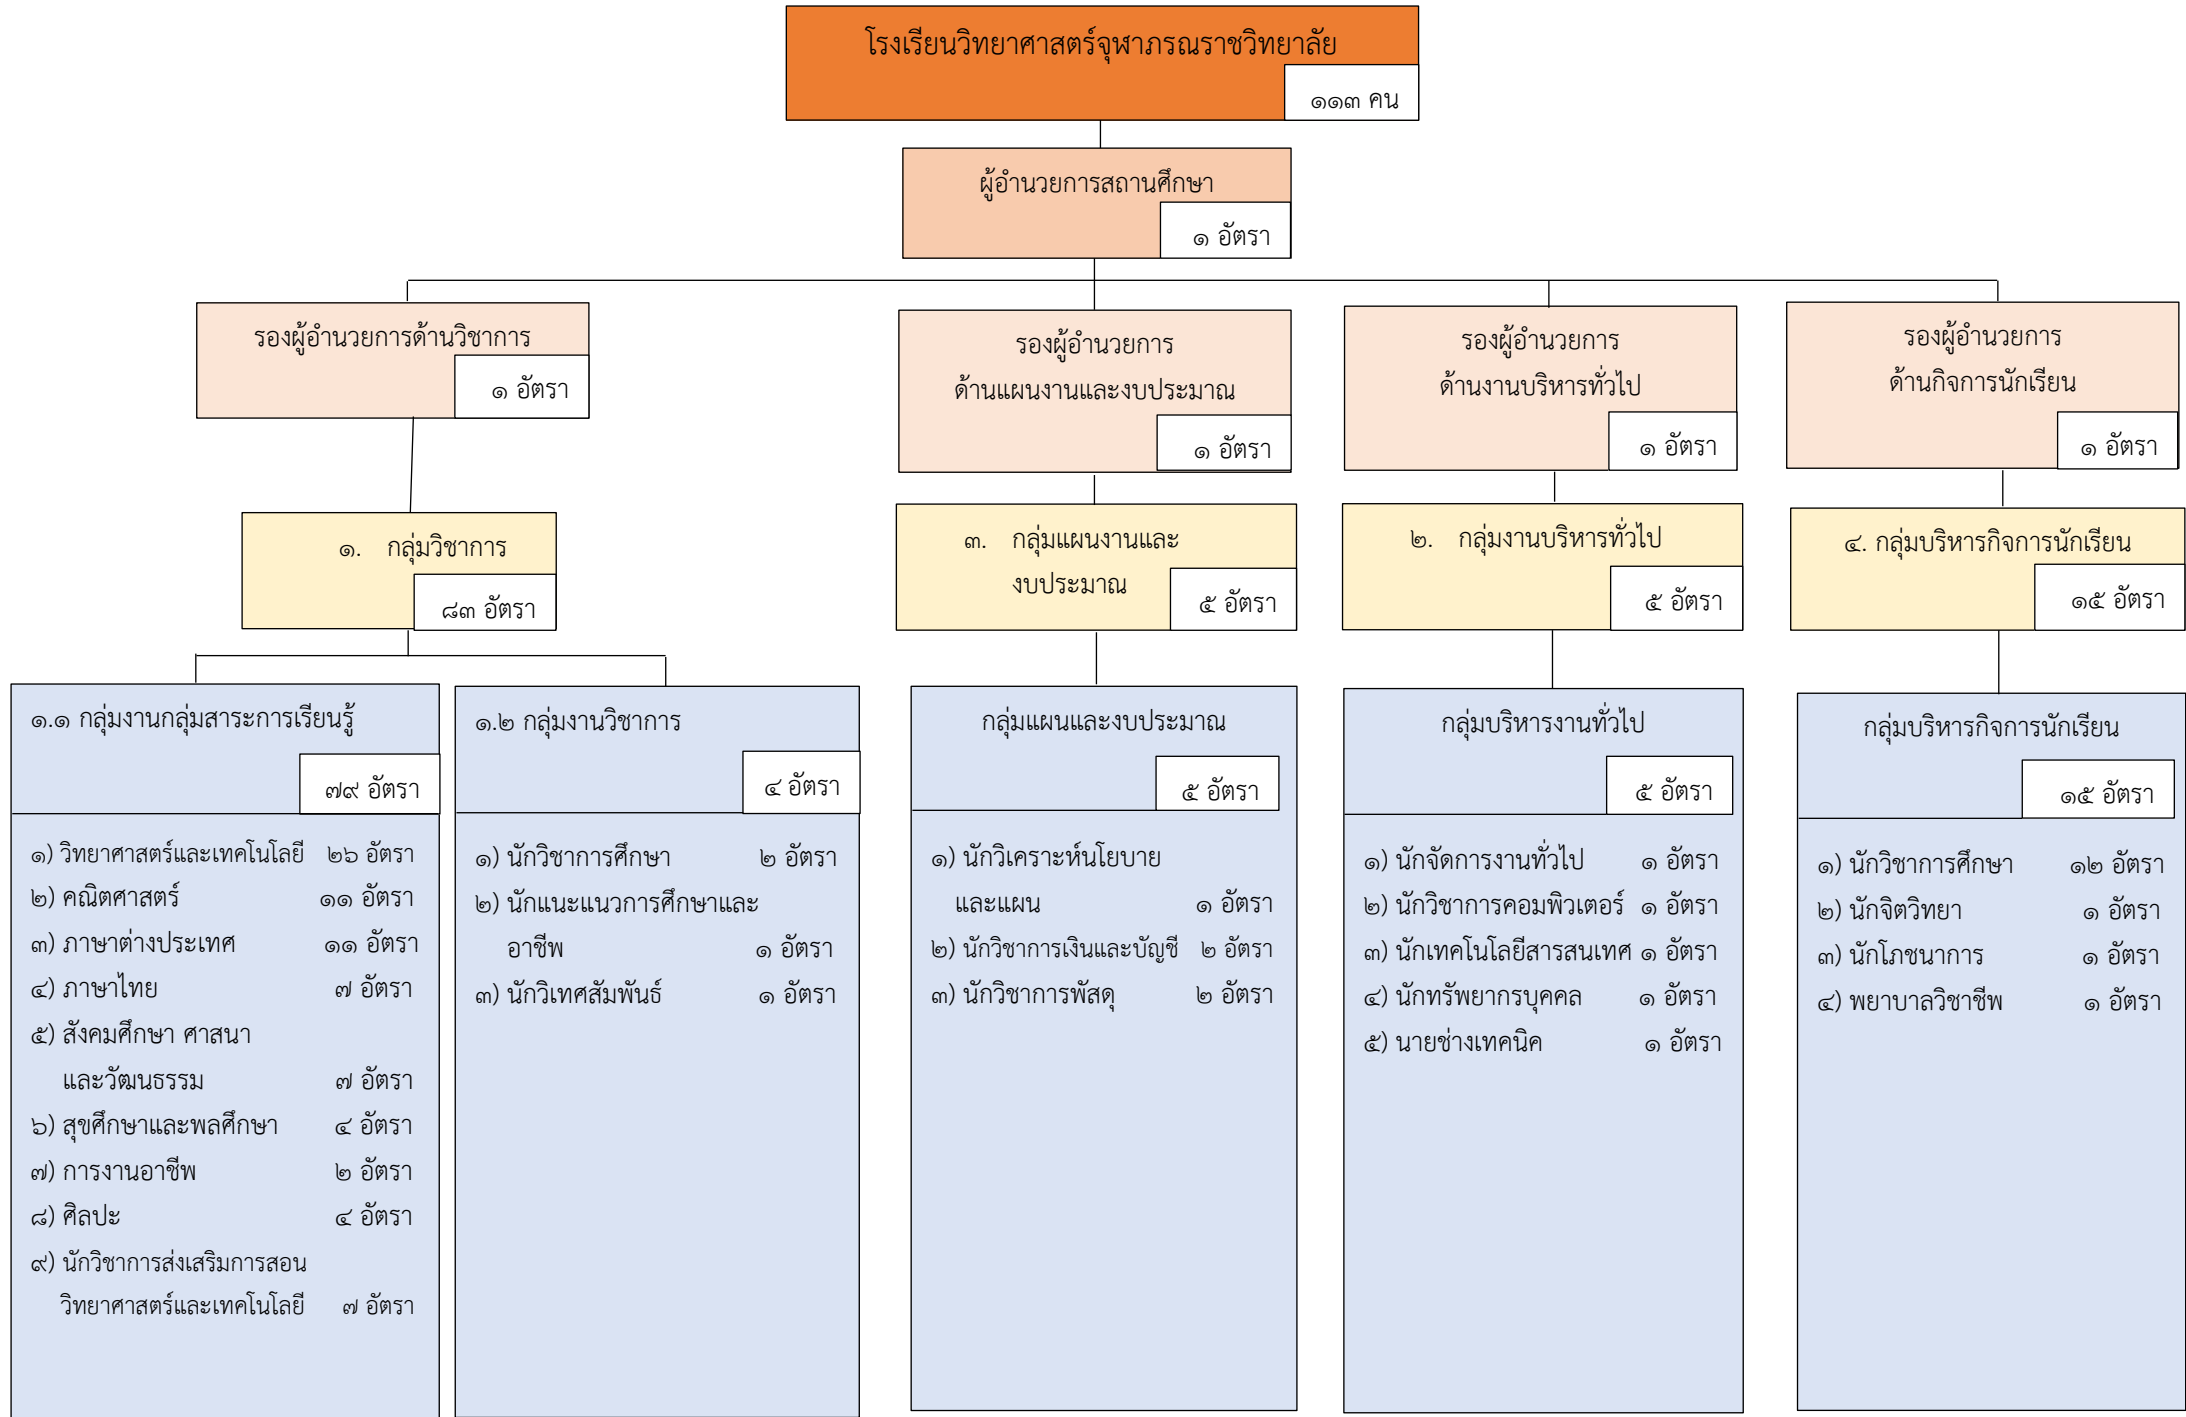 โรงเรียนวิทยาศาสตร์จุฬาภรณราชวิทยาลัย
๑๑๓ คน
ผู้อำนวยการสถานศึกษา
๑ อัตรา
รองผู้อำนวยการด้านวิชาการ
๑ อัตรา
รองผู้อำนวยการ
ด้านแผนงานและงบประมาณ
๑ อัตรา
รองผู้อำนวยการ
ด้านงานบริหารทั่วไป
๑ อัตรา
รองผู้อำนวยการ
ด้านกิจการนักเรียน
๑ อัตรา
๑. กลุ่มวิชาการ
๘๓ อัตรา
๓. กลุ่มแผนงานและ
งบประมาณ
๕ อัตรา
๒. กลุ่มงานบริหารทั่วไป
๕ อัตรา
๔. กลุ่มบริหารกิจการนักเรียน
๑๕ อัตรา
๑.๑ กลุ่มงานกลุ่มสาระการเรียนรู้
๗๙ อัตรา
๑) วิทยาศาสตร์และเทคโนโลยี ๒๖ อัตรา
๒) คณิตศาสตร์ ๑๑ อัตรา
๓) ภาษาต่างประเทศ ๑๑ อัตรา
๔) ภาษาไทย ๗ อัตรา
๕) สังคมศึกษา ศาสนา
และวัฒนธรรม ๗ อัตรา
๖) สุขศึกษาและพลศึกษา ๔ อัตรา
๗) การงานอาชีพ ๒ อัตรา
๘) ศิลปะ ๔ อัตรา
๙) นักวิชาการส่งเสริมการสอน
วิทยาศาสตร์และเทคโนโลยี ๗ อัตรา
๑.๒ กลุ่มงานวิชาการ
๔ อัตรา
๑) นักวิชาการศึกษา ๒ อัตรา
๒) นักแนะแนวการศึกษาและ
อาชีพ ๑ อัตรา
๓) นักวิเทศสัมพันธ์ ๑ อัตรา
กลุ่มแผนและงบประมาณ
๕ อัตรา
๑) นักวิเคราะห์นโยบาย
และแผน ๑ อัตรา
๒) นักวิชาการเงินและบัญชี ๒ อัตรา
๓) นักวิชาการพัสดุ ๒ อัตรา
กลุ่มบริหารงานทั่วไป
๕ อัตรา
๑) นักจัดการงานทั่วไป ๑ อัตรา
๒) นักวิชาการคอมพิวเตอร์ ๑ อัตรา
๓) นักเทคโนโลยีสารสนเทศ ๑ อัตรา
๔) นักทรัพยากรบุคคล ๑ อัตรา
๕) นายช่างเทคนิค ๑ อัตรา
กลุ่มบริหารกิจการนักเรียน
๑๕ อัตรา
๑) นักวิชาการศึกษา ๑๒ อัตรา
๒) นักจิตวิทยา ๑ อัตรา
๓) นักโภชนาการ ๑ อัตรา
๔) พยาบาลวิชาชีพ ๑ อัตรา